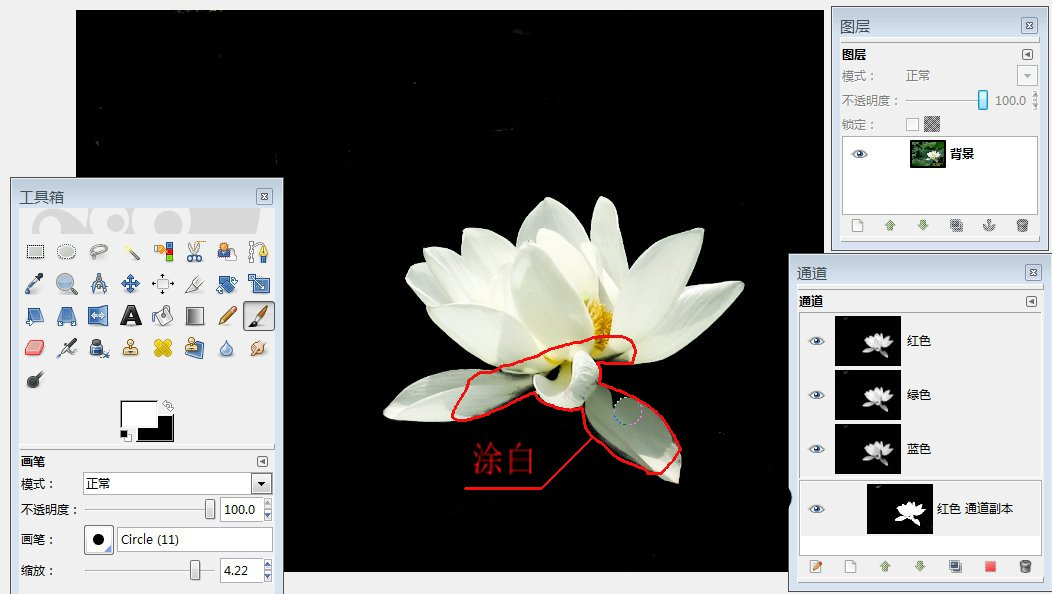 图层
图层
模式： 正常
不透明度： 100.0
锁定：
背景
工具箱
画笔
模式： 正常
不透明度： 100.0
画笔： Circle (11)
缩放： 4.22
涂白
通道
通道
红色
绿色
蓝色
红色 通道副本